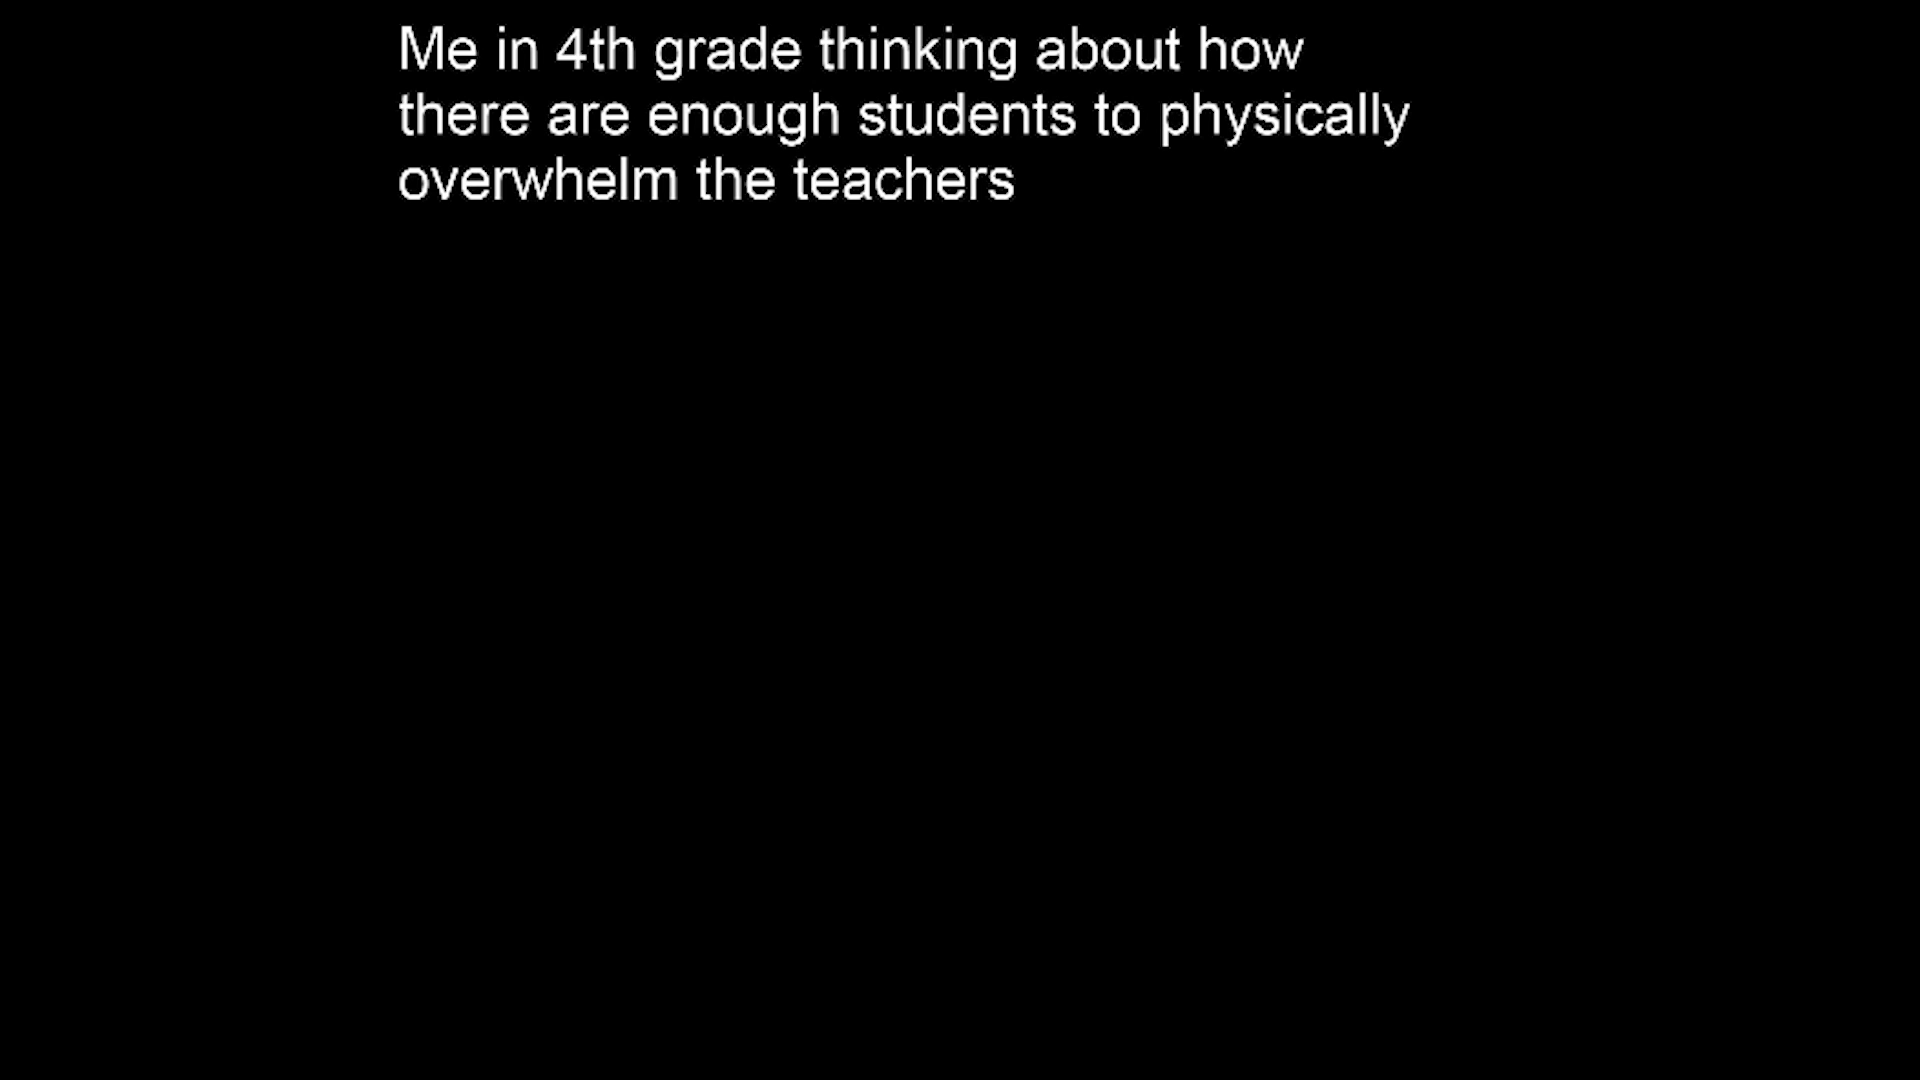 Me in 4th grade thinking about how
there are enough students to physically
overwhelm the teachers